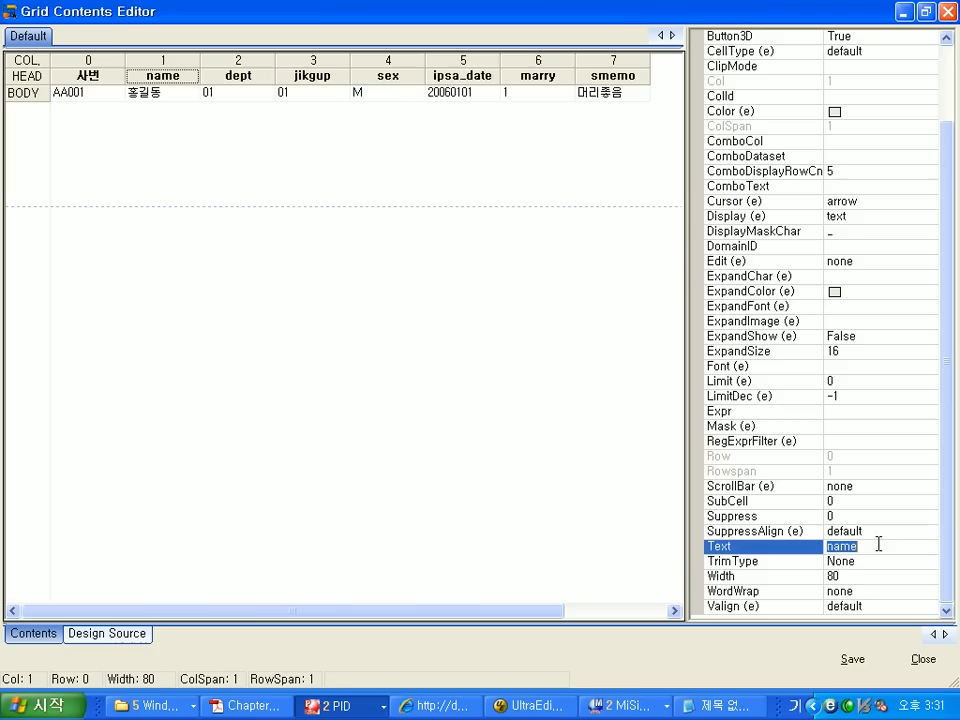 Grid Contents Editor
Default
COL, 0 1 2 3 4 5 6 7
HEAD 사번 name dept jikgup sex ipsa_date marry smemo
BODY AA001 홍길동 01 01 M 20060101 1 머리좋음
Button3D True
CellType (e) default
ClipMode
Col 1
ColId
Color (e)
ColSpan 1
ComboCol
ComboDataset
ComboDisplayRowCn 5
ComboText
Cursor (e) arrow
Display (e) text
DisplayMaskChar _
DomainID
Edit (e) none
ExpandChar (e)
ExpandColor (e)
ExpandFont (e)
ExpandImage (e)
ExpandShow (e) False
ExpandSize 16
Font (e)
Limit (e) 0
LimitDec (e) -1
Expr
Mask (e)
RegExprFilter (e)
Row 0
Rowspan 1
ScrollBar (e) none
SubCell 0
Suppress 0
SuppressAlign (e) default
Text name
TrimType None
Width 80
WordWrap none
Valign (e) default
Contents Design Source
Save Close
Col: 1 Row: 0 Width: 80 ColSpan: 1 RowSpan: 1
시작 5 Wind... Chapter... 2 PID http://d... UltraEdi... 2 MiSi... 제목 없... 가 오후 3:31